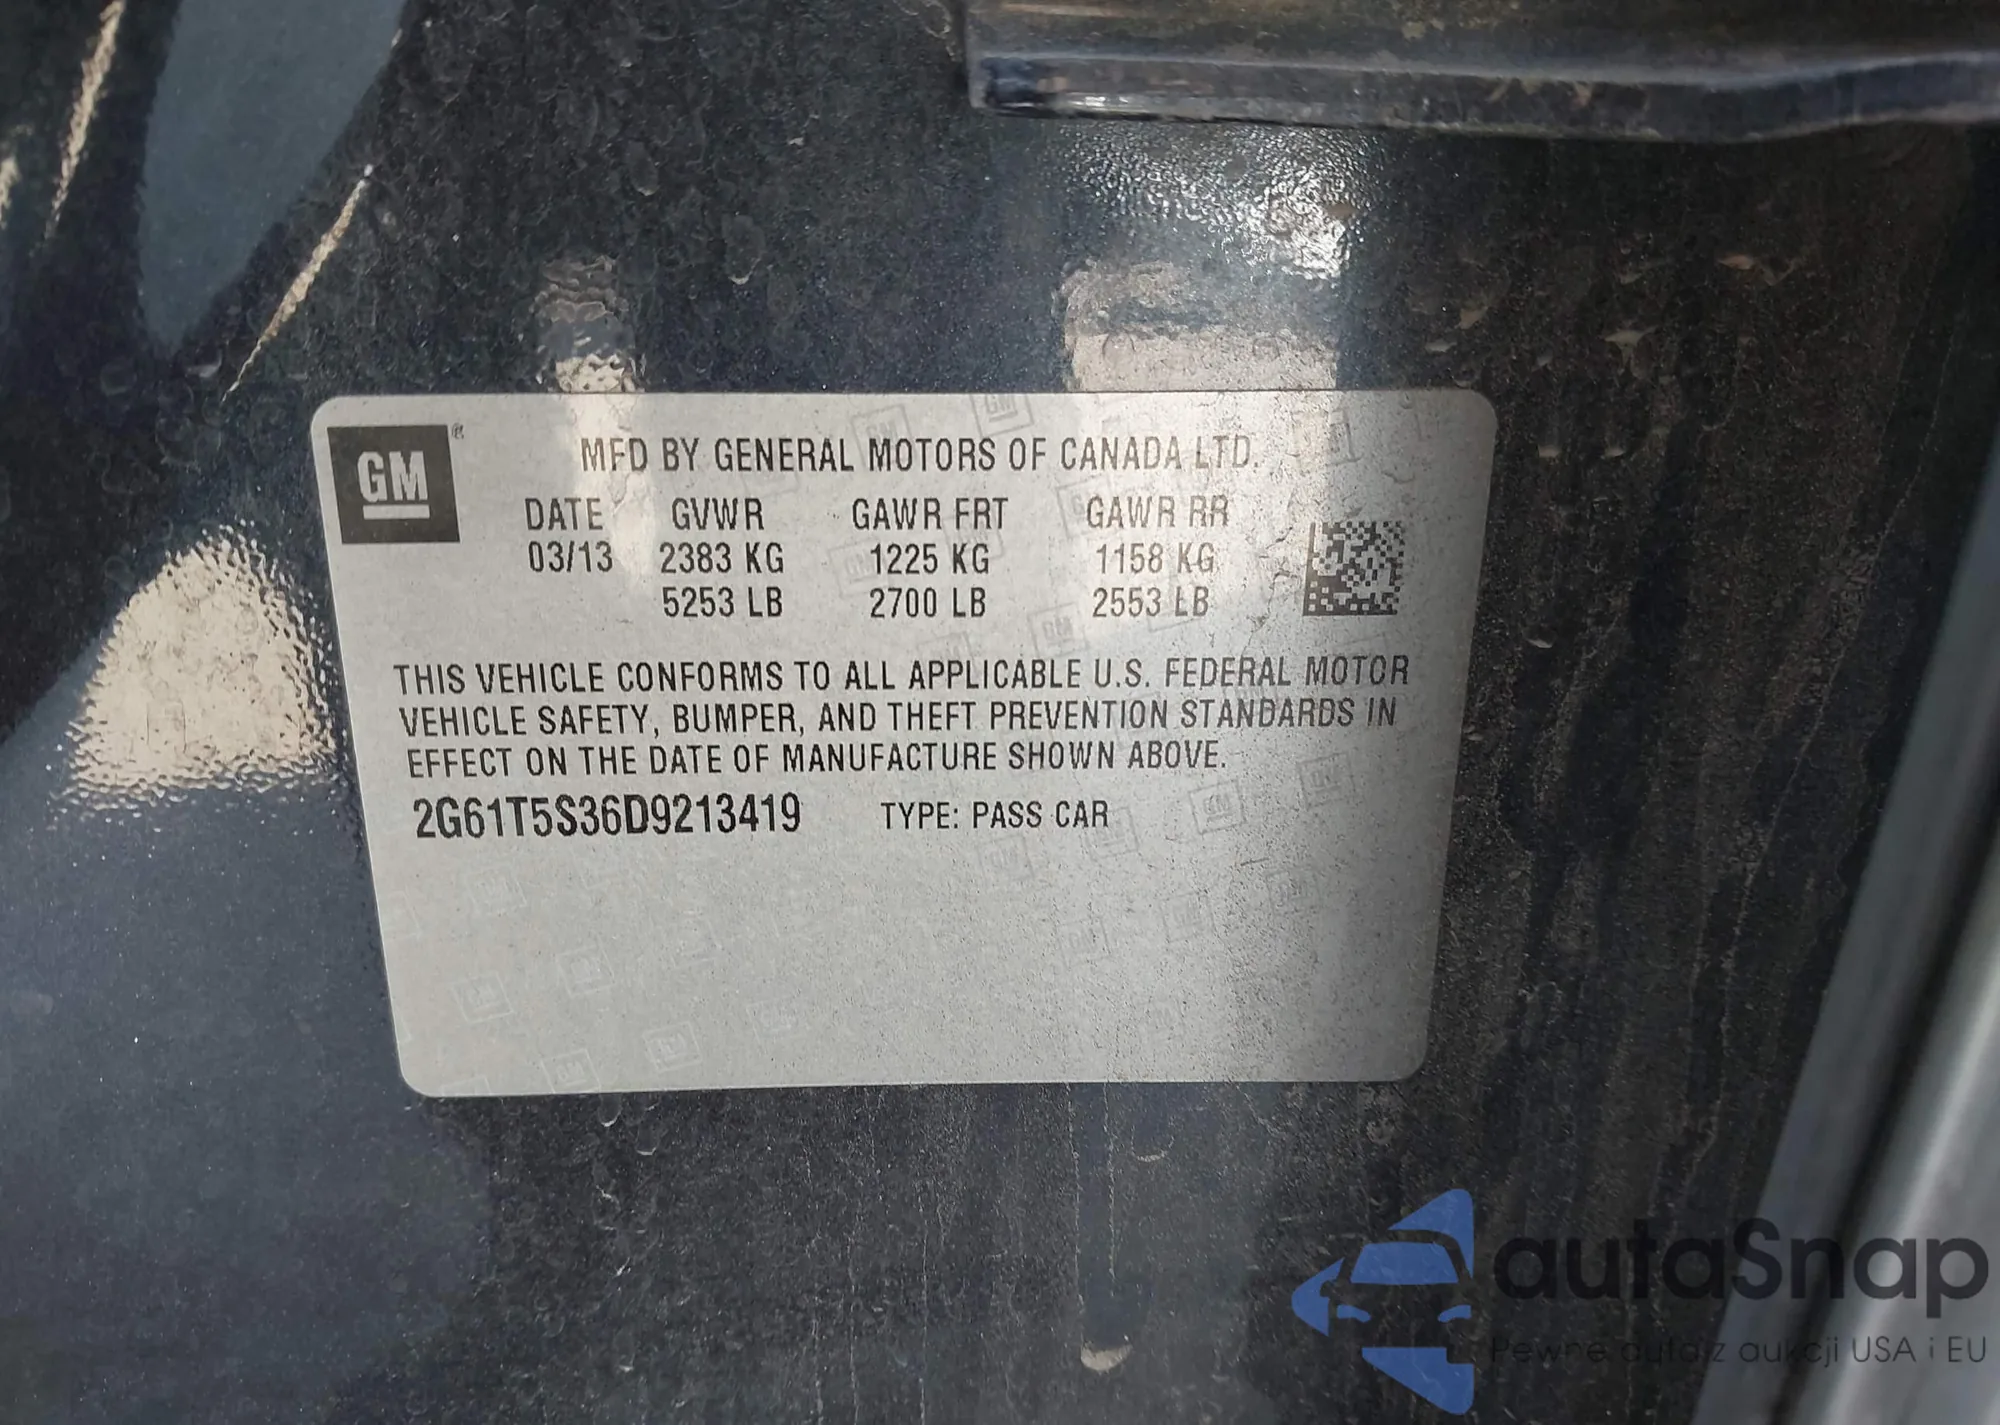 GM ®
MFD BY GENERAL MOTORS OF CANADA LTD.
DATE GVWR GAWR FRT GAWR RR
03/13 2383 KG 1225 KG 1158 KG
5253 LB 2700 LB 2553 LB
THIS VEHICLE CONFORMS TO ALL APPLICABLE U.S. FEDERAL MOTOR
VEHICLE SAFETY, BUMPER, AND THEFT PREVENTION STANDARDS IN
EFFECT ON THE DATE OF MANUFACTURE SHOWN ABOVE.
2G61T5S36D9213419 TYPE: PASS CAR
autaSnap
Pewne auta z aukcji USA i EU